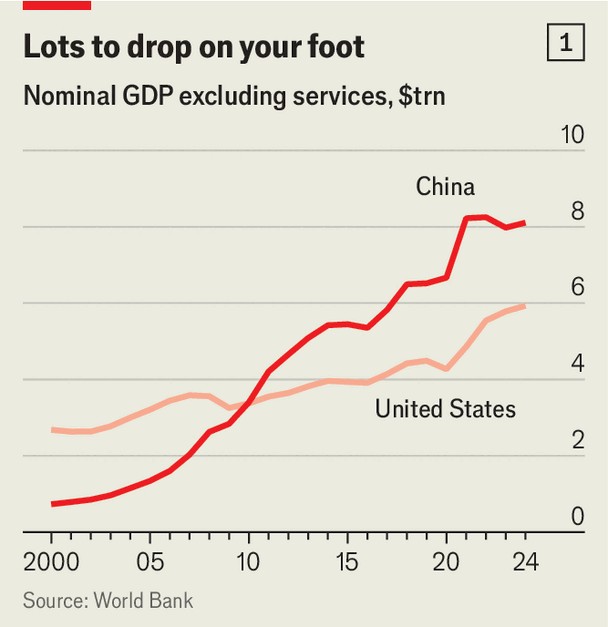 Lots to drop on your foot
1
Nominal GDP excluding services, $trn
10
China
8
6
4
United States
2
0
2000 05 10 15 20 24
Source: World Bank